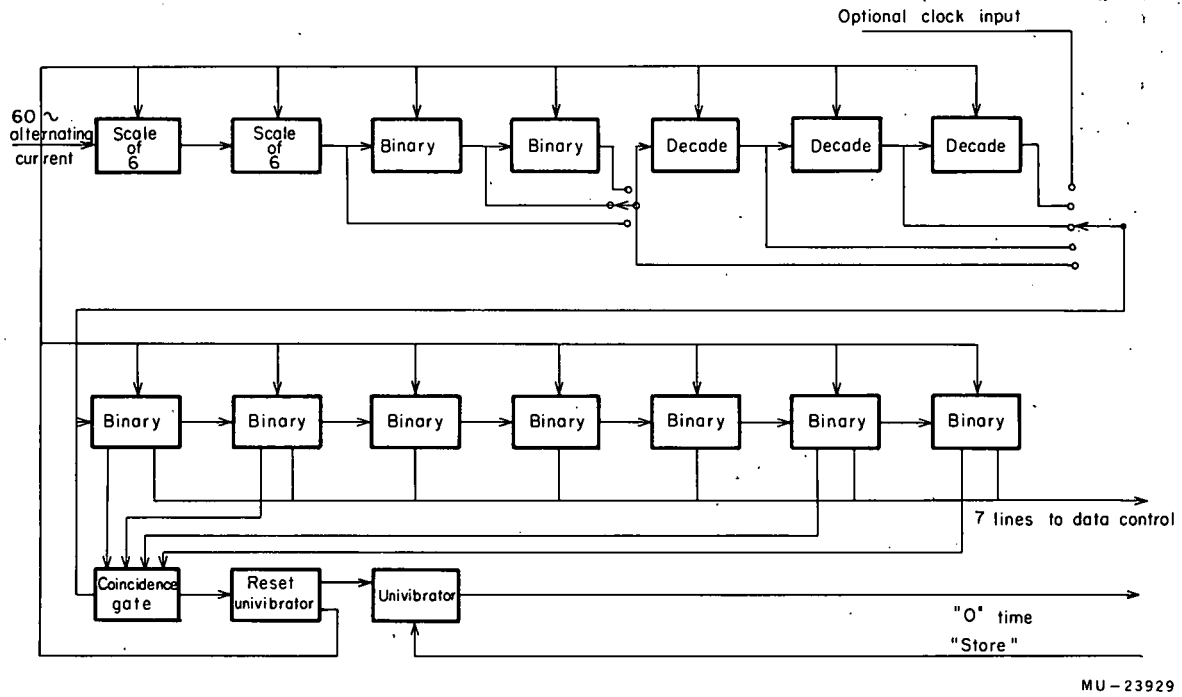 Optional clock input
60 ~
alternating
current
Scale
of
6
Scale
of
6
Binary
Binary
Decade
Decade
Decade
Binary
Binary
Binary
Binary
Binary
Binary
Binary
7 lines to data control
Coincidence
gate
Reset
univibrator
Univibrator
"O" time
"Store"
MU-23929